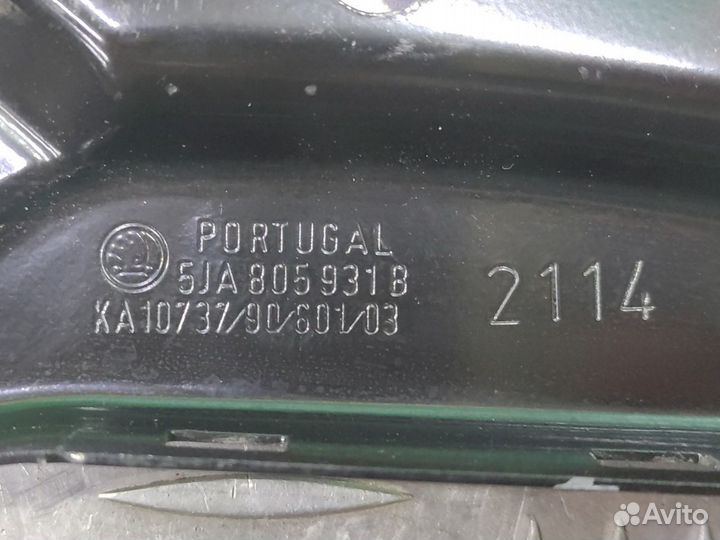 PORTUGAL
5JA 805 931 B
KA10737/90/601/03
2114
Avito